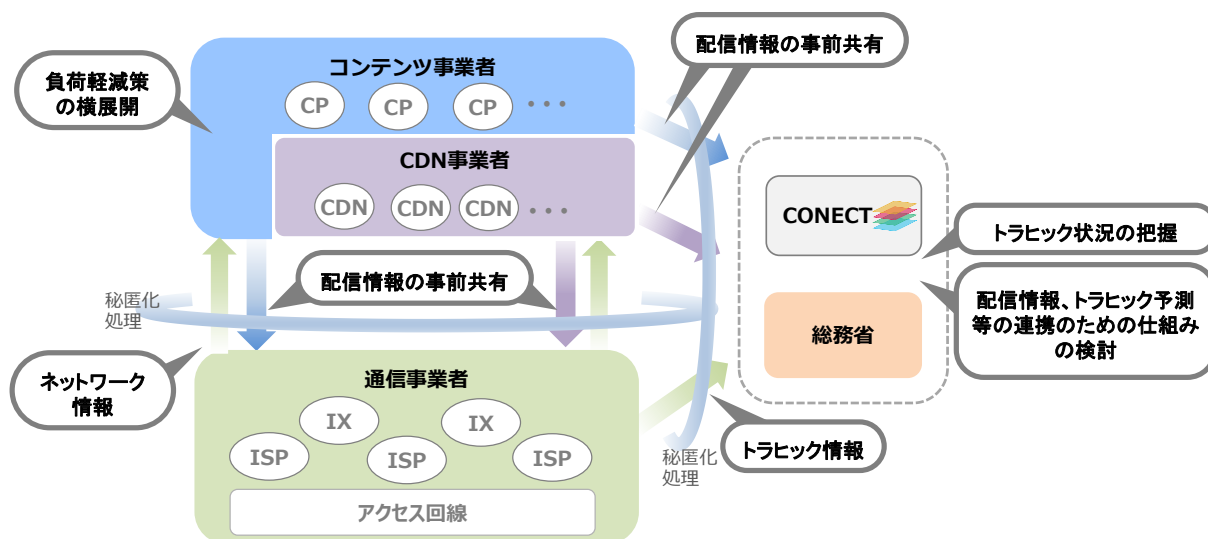 配信情報の事前共有
コンテンツ事業者
負荷軽減策
の横展開
CP
CP
CP
・・・
CDN事業者
CDN
CDN
CDN
・・・
CONECT
トラヒック状況の把握
配信情報の事前共有
秘匿化
処理
配信情報、トラヒック予測
等の連携のための仕組み
の検討
総務省
ネットワーク
情報
通信事業者
IX
IX
ISP
ISP
ISP
トラヒック情報
秘匿化
処理
アクセス回線